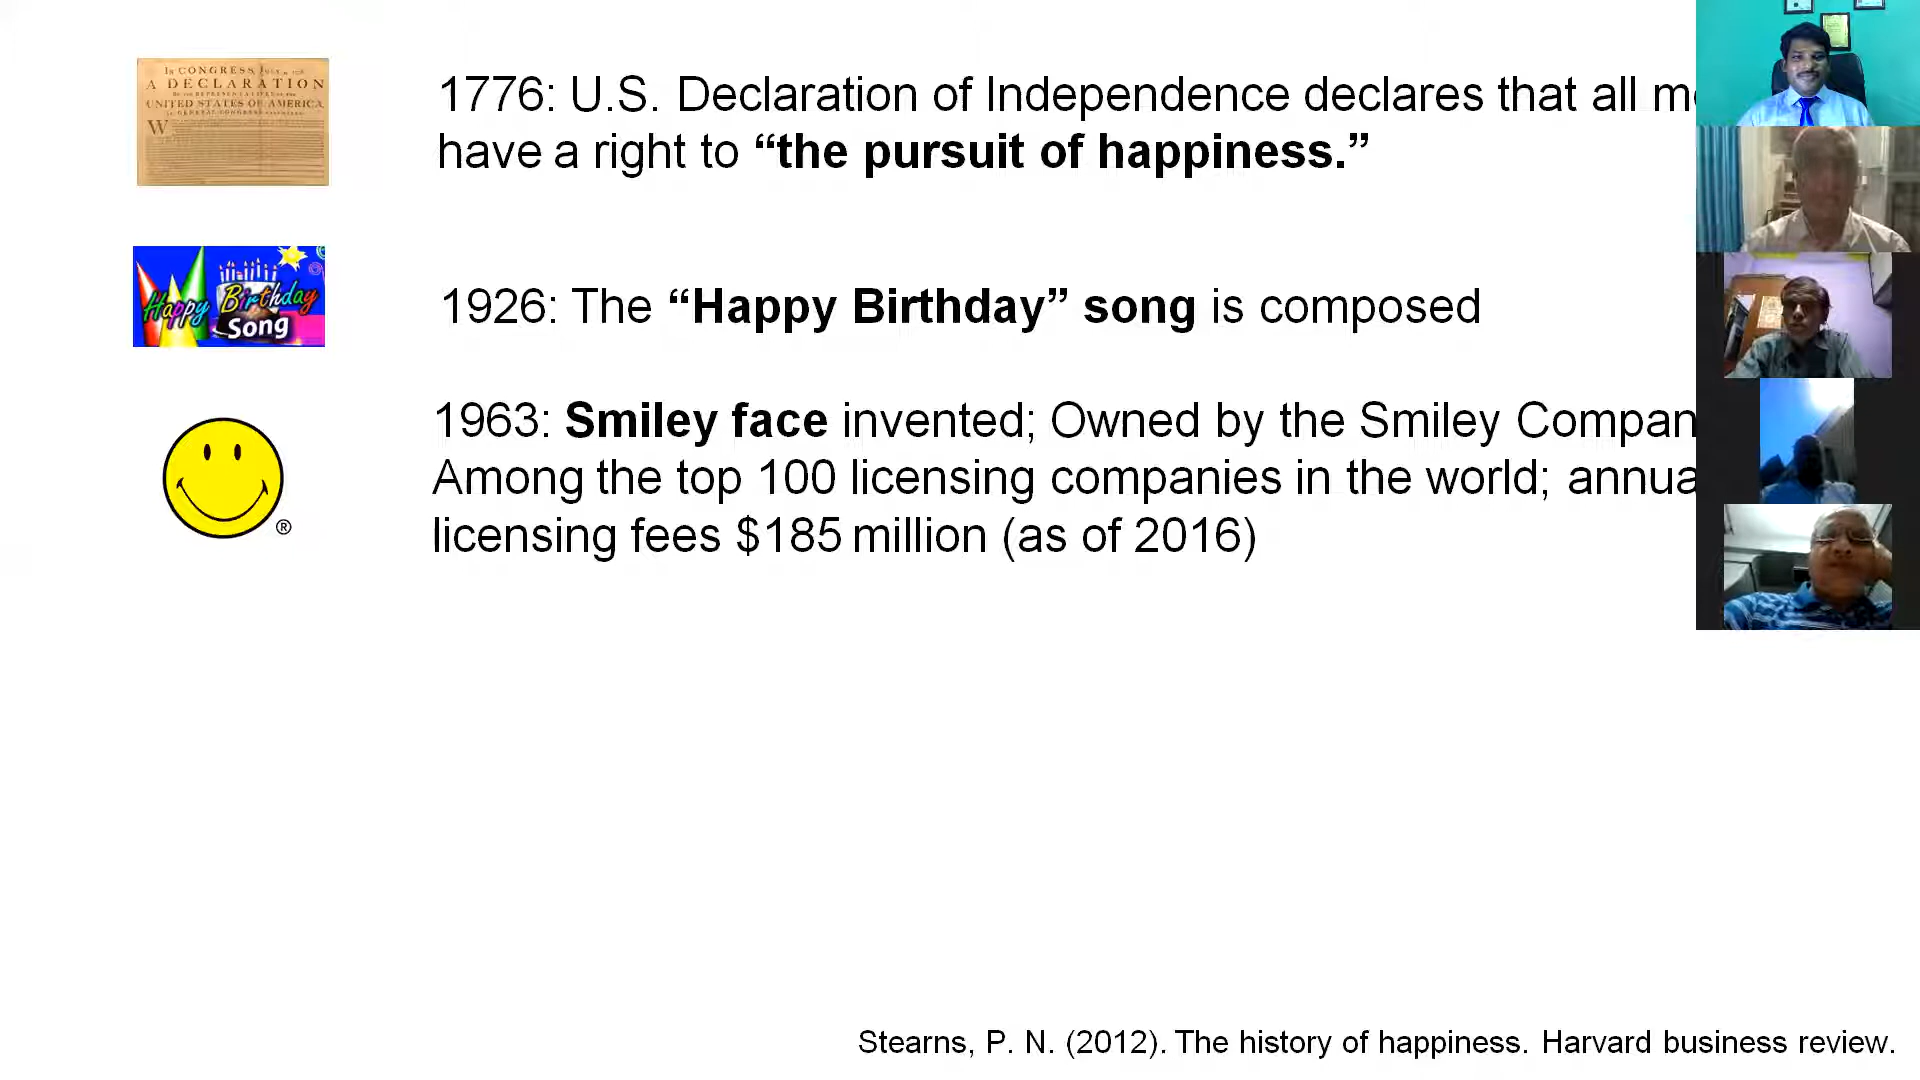 IN CONGRESS,
A DECLARATION
UNITED STATES OF AMERICA,
W
1776: U.S. Declaration of Independence declares that all m
have a right to “the pursuit of happiness.”
Happy Birthday
Song
1926: The “Happy Birthday” song is composed
1963: Smiley face invented; Owned by the Smiley Compan
Among the top 100 licensing companies in the world; annua
licensing fees $185 million (as of 2016)
®
Stearns, P. N. (2012). The history of happiness. Harvard business review.